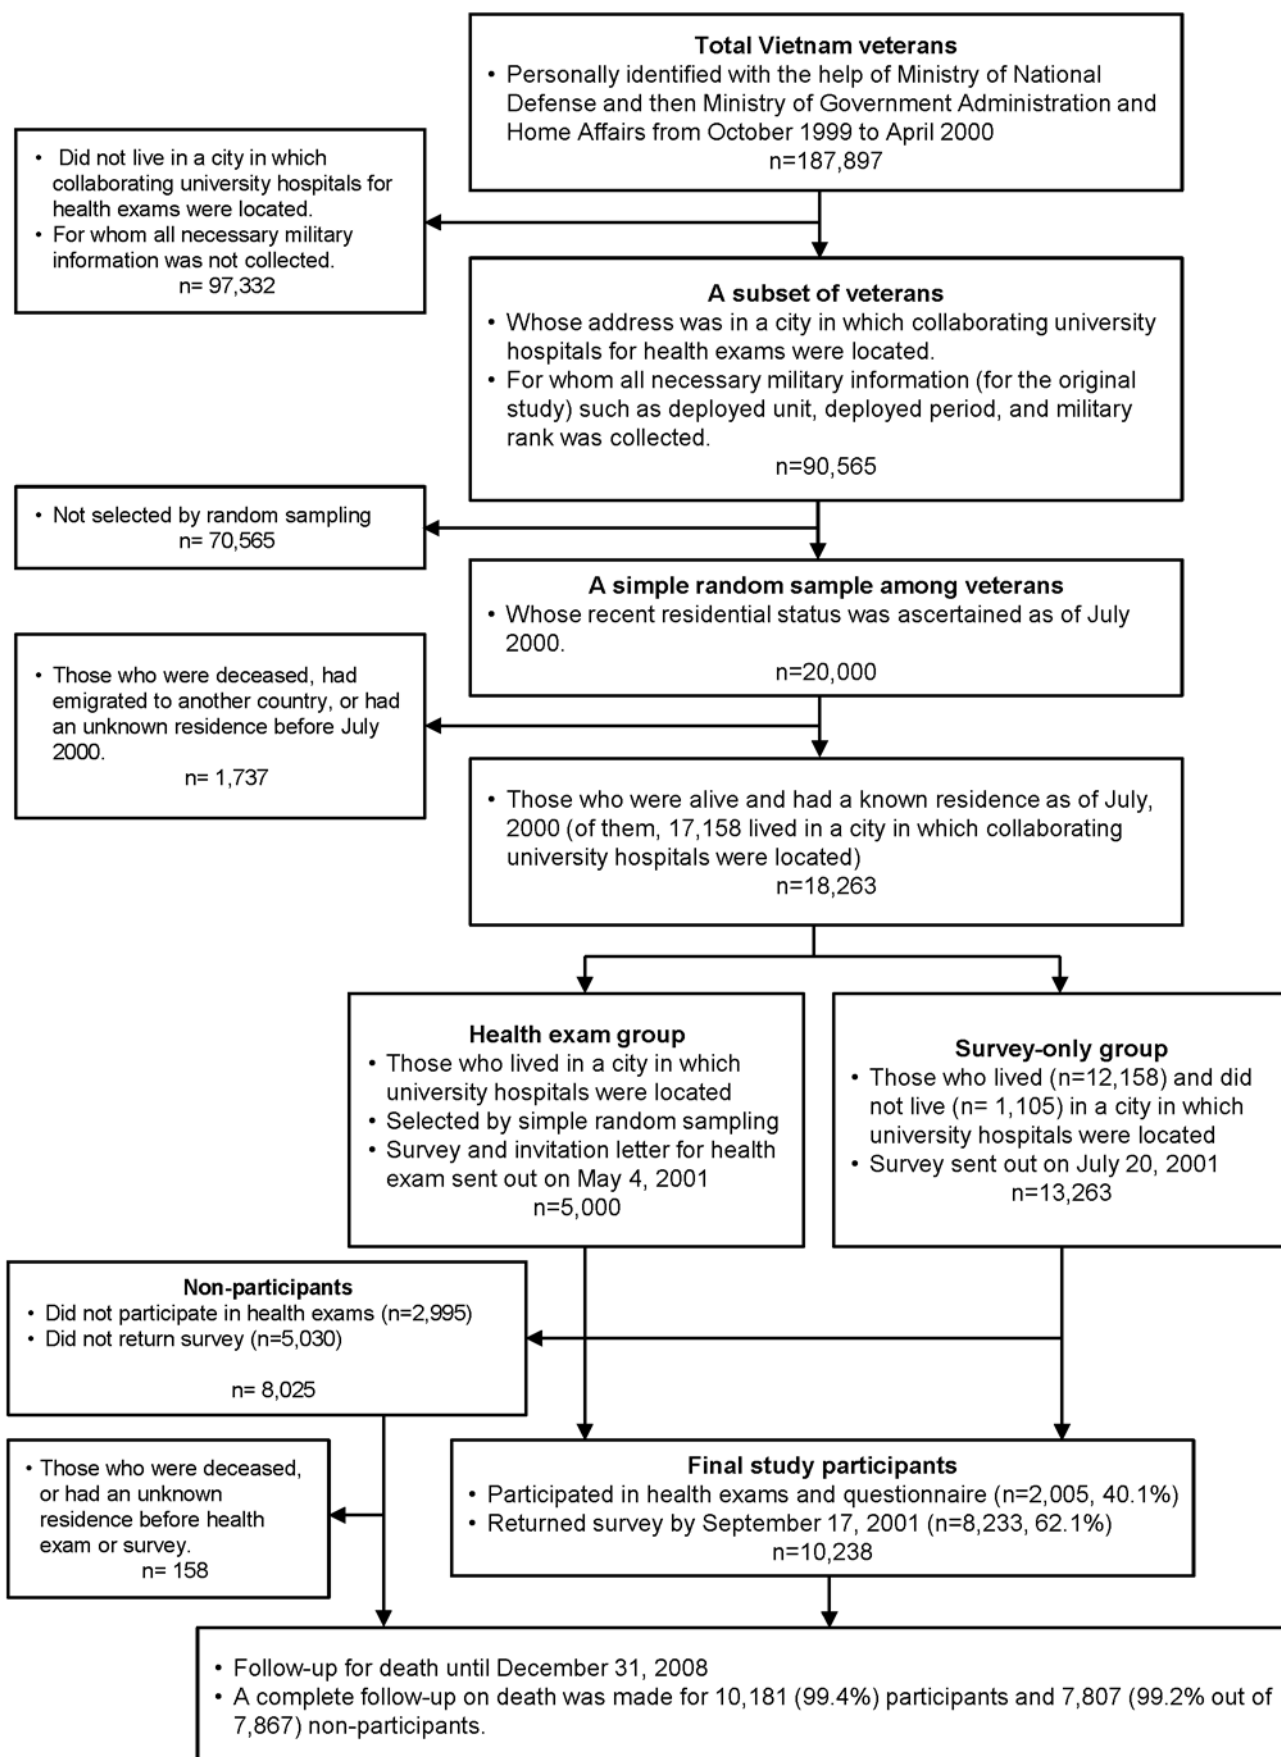 Total Vietnam veterans
• Personally identified with the help of Ministry of National
Defense and then Ministry of Government Administration and
Home Affairs from October 1999 to April 2000
n=187,897
• Did not live in a city in which
collaborating university hospitals for
health exams were located.
• For whom all necessary military
information was not collected.
n= 97,332
A subset of veterans
• Whose address was in a city in which collaborating university
hospitals for health exams were located.
• For whom all necessary military information (for the original
study) such as deployed unit, deployed period, and military
rank was collected.
n=90,565
• Not selected by random sampling
n= 70,565
A simple random sample among veterans
• Whose recent residential status was ascertained as of July
2000.
n=20,000
• Those who were deceased, had
emigrated to another country, or had
an unknown residence before July
2000.
n= 1,737
• Those who were alive and had a known residence as of July,
2000 (of them, 17,158 lived in a city in which collaborating
university hospitals were located)
n=18,263
Health exam group
• Those who lived in a city in which
university hospitals were located
• Selected by simple random sampling
• Survey and invitation letter for health
exam sent out on May 4, 2001
n=5,000
Survey-only group
• Those who lived (n=12,158) and did
not live (n= 1,105) in a city in which
university hospitals were located
• Survey sent out on July 20, 2001
n=13,263
Non-participants
• Did not participate in health exams (n=2,995)
• Did not return survey (n=5,030)
n= 8,025
• Those who were deceased,
or had an unknown
residence before health
exam or survey.
n= 158
Final study participants
• Participated in health exams and questionnaire (n=2,005, 40.1%)
• Returned survey by September 17, 2001 (n=8,233, 62.1%)
n=10,238
• Follow-up for death until December 31, 2008
• A complete follow-up on death was made for 10,181 (99.4%) participants and 7,807 (99.2% out of
7,867) non-participants.